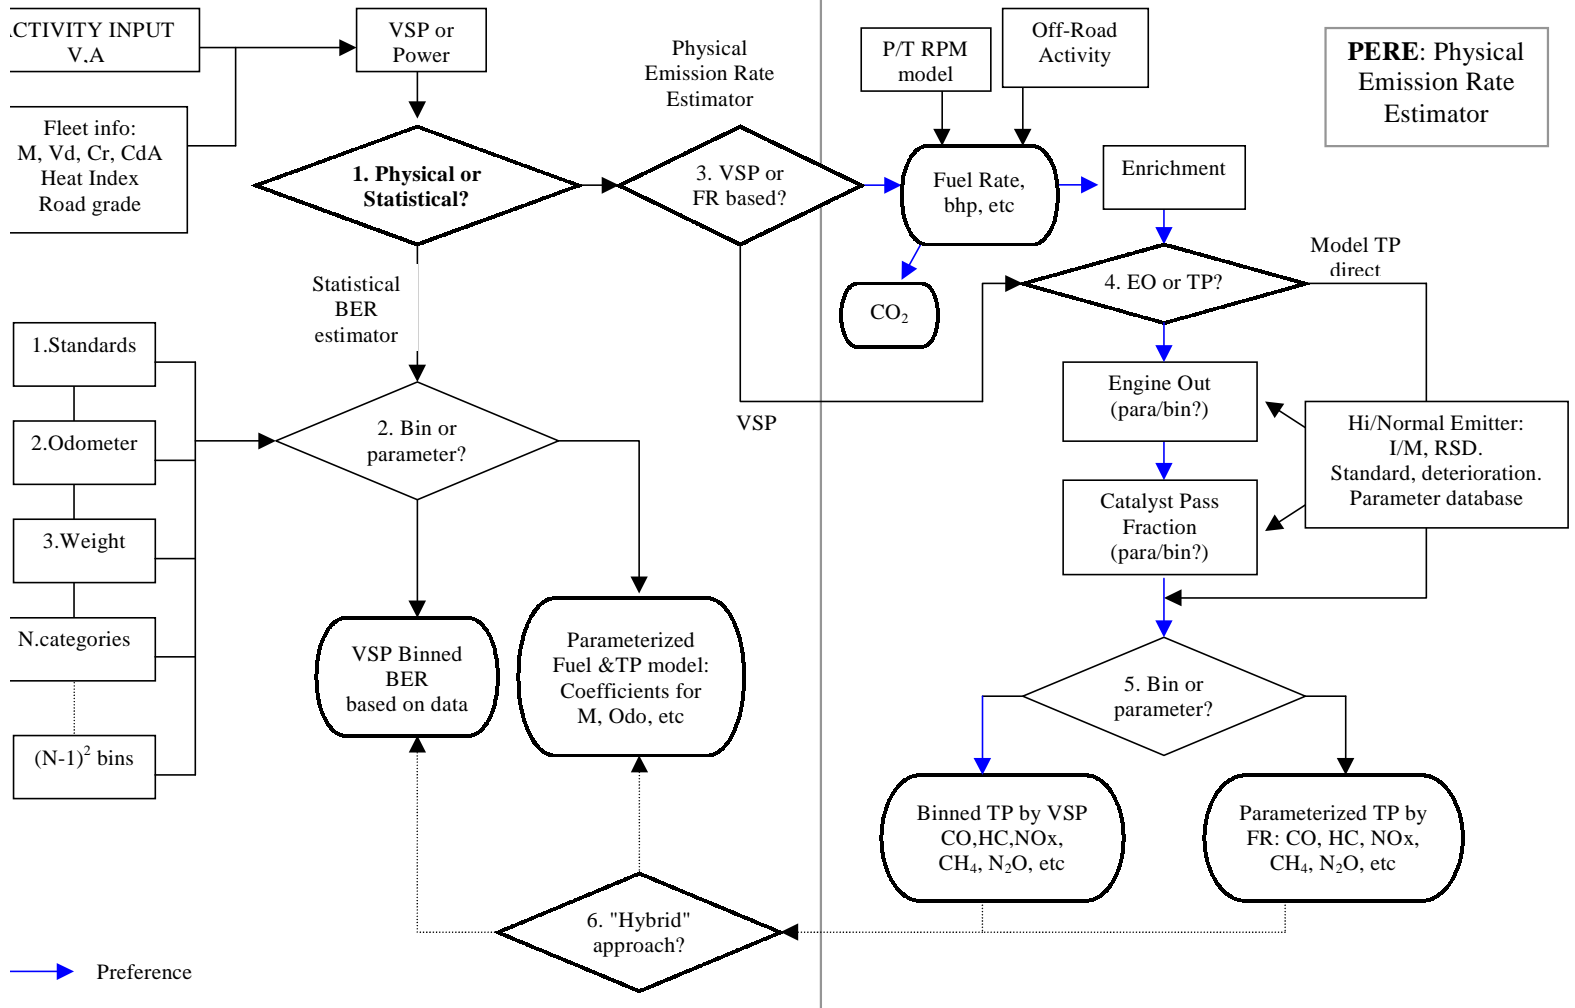 CTIVITY INPUT
V,A
VSP or
Power
Physical
Emission Rate
Estimator
P/T RPM
model
Off-Road
Activity
PERE: Physical
Emission Rate
Estimator
Fleet info:
M, Vd, Cr, CdA
Heat Index
Road grade
1. Physical or
Statistical?
3. VSP or
FR based?
Fuel Rate,
bhp, etc
Enrichment
Model TP
direct
4. EO or TP?
CO2
Statistical
BER
estimator
1.Standards
2.Odometer
3.Weight
N.categories
(N-1)2 bins
2. Bin or
parameter?
VSP
Engine Out
(para/bin?)
Hi/Normal Emitter:
I/M, RSD.
Standard, deterioration.
Parameter database
Catalyst Pass
Fraction
(para/bin?)
VSP Binned
BER
based on data
Parameterized
Fuel &TP model:
Coefficients for
M, Odo, etc
5. Bin or
parameter?
Binned TP by VSP
CO,HC,NOx,
CH4, N2O, etc
Parameterized TP by
FR: CO, HC, NOx,
CH4, N2O, etc
6. "Hybrid"
approach?
Preference